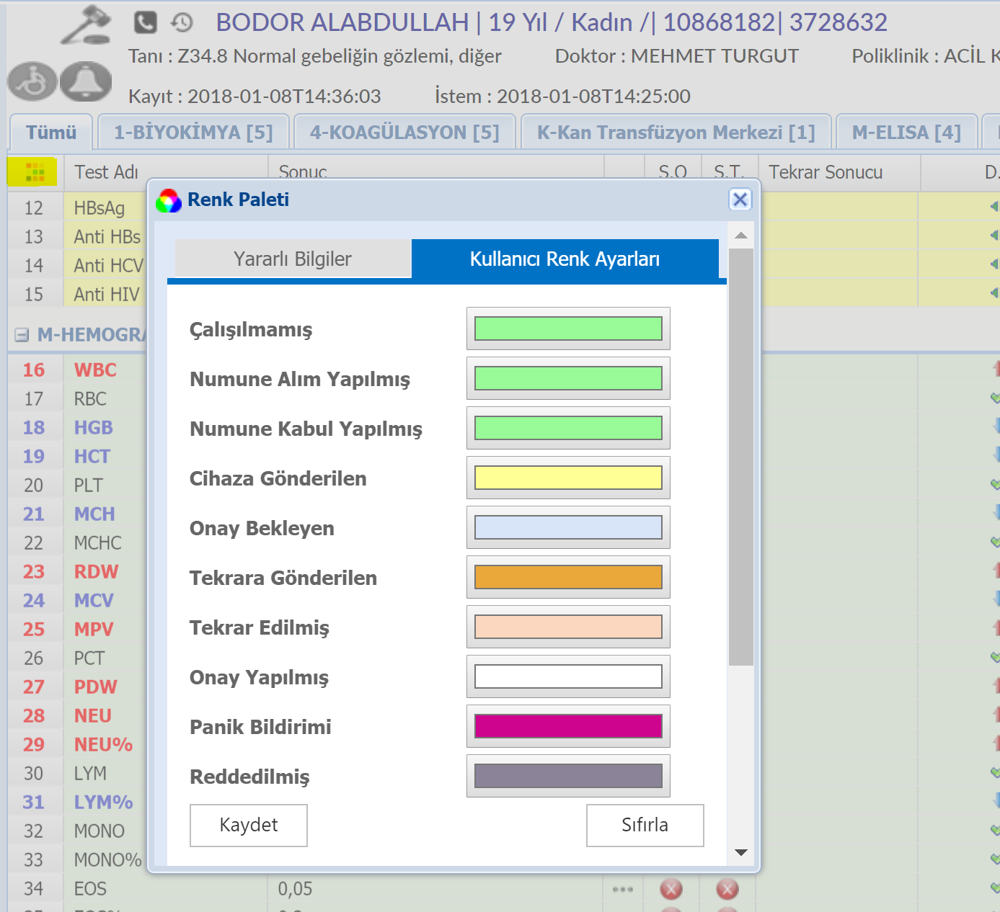 BODOR ALABDULLAH | 19 Yıl / Kadın /| 10868182| 3728632
Tanı : Z34.8 Normal gebeliğin gözlemi, diğer Doktor : MEHMET TURGUT Poliklinik : ACİL
Kayıt : 2018-01-08T14:36:03 İstem : 2018-01-08T14:25:00
Tümü 1-BİYOKİMYA [5] 4-KOAGÜLASYON [5] K-Kan Transfüzyon Merkezi [1] M-ELISA [4]
Test Adı Sonuç S.O S.T. Tekrar Sonucu D.
12 HBsAg
13 Anti HBs
14 Anti HCV
15 Anti HIV
M-HEMOGRA
16 WBC
17 RBC
18 HGB
19 HCT
20 PLT
21 MCH
22 MCHC
23 RDW
24 MCV
25 MPV
26 PCT
27 PDW
28 NEU
29 NEU%
30 LYM
31 LYM%
32 MONO
33 MONO%
34 EOS 0,05
Renk Paleti
Yararlı Bilgiler Kullanıcı Renk Ayarları
Çalışılmamış
Numune Alım Yapılmış
Numune Kabul Yapılmış
Cihaza Gönderilen
Onay Bekleyen
Tekrara Gönderilen
Tekrar Edilmiş
Onay Yapılmış
Panik Bildirimi
Reddedilmiş
Kaydet Sıfırla